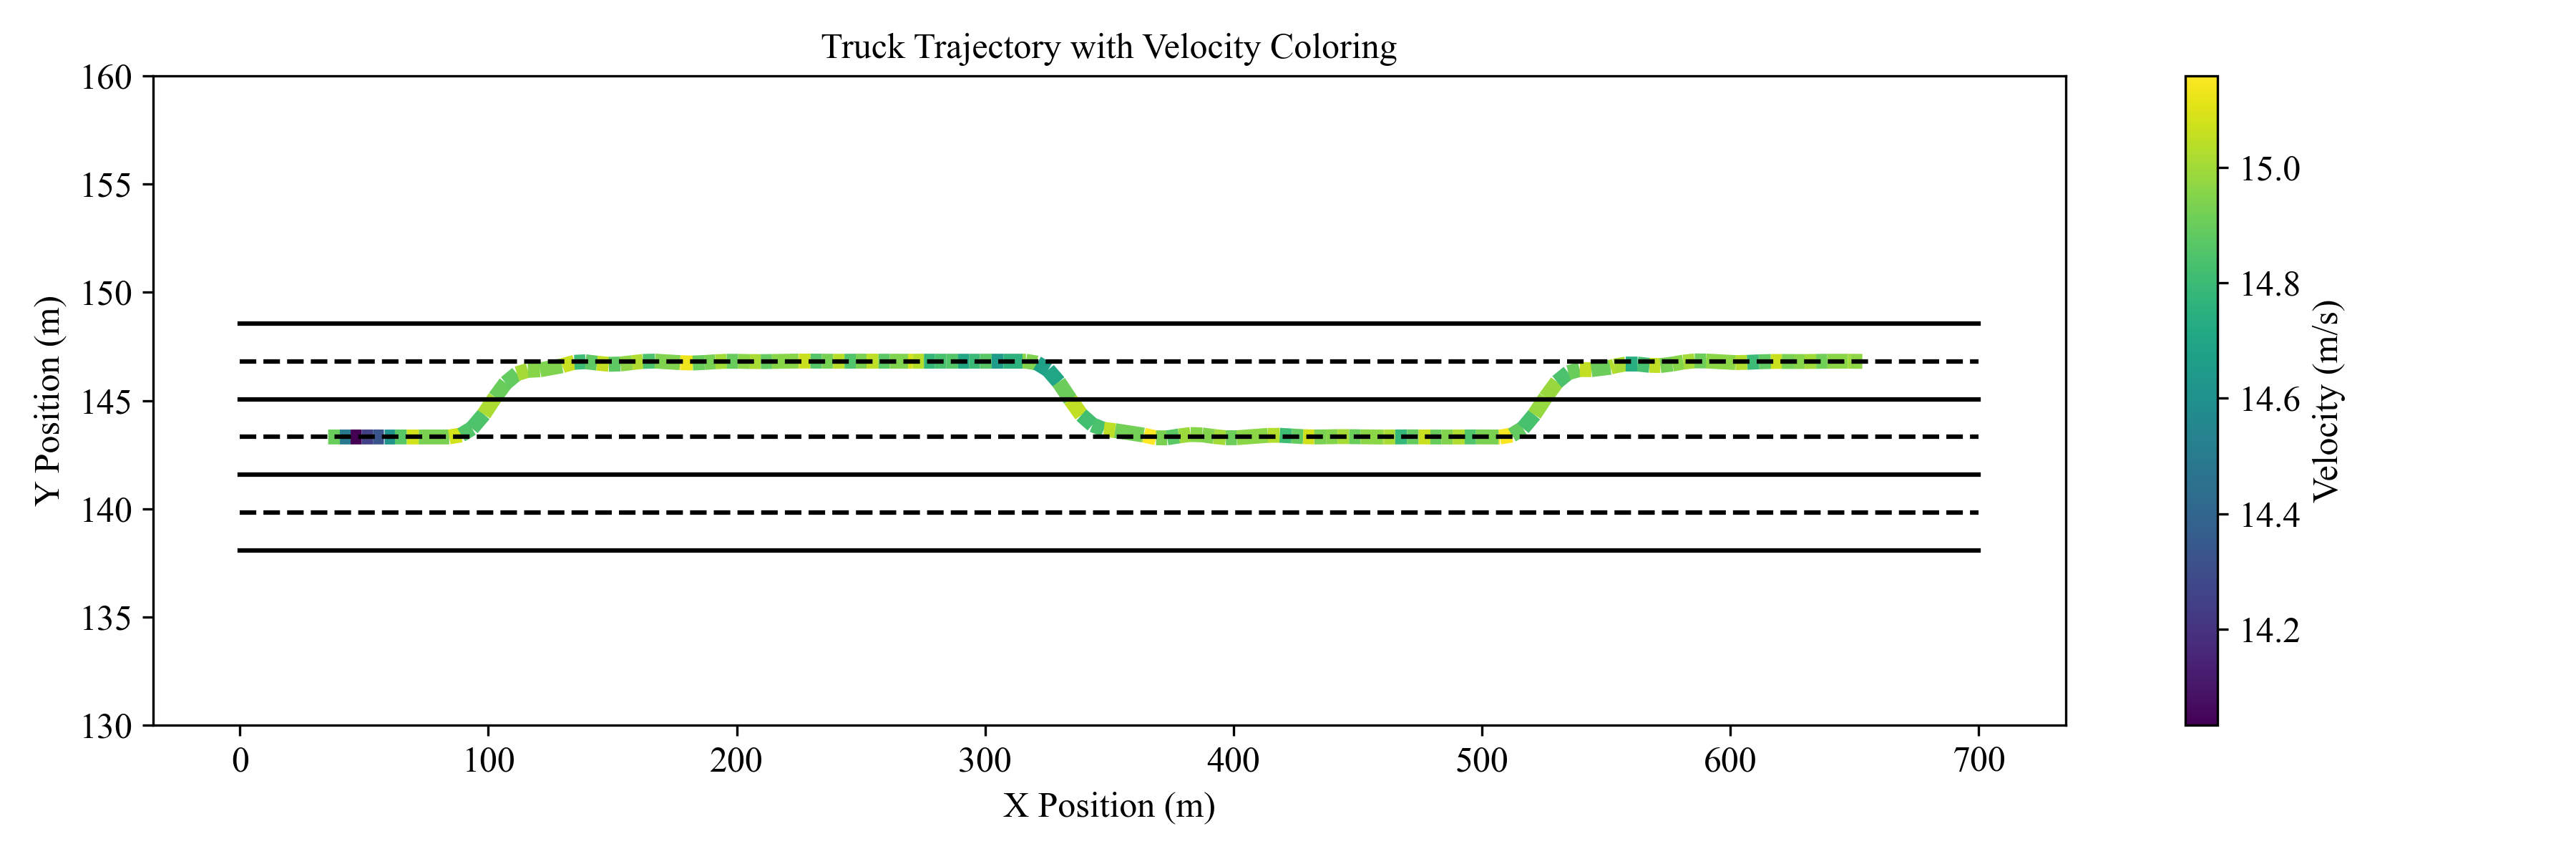 Truck Trajectory with Velocity Coloring
160
155
150
145
140
135
130
Y Position (m)
0 100 200 300 400 500 600 700
X Position (m)
15.0
14.8
14.6
14.4
14.2
Velocity (m/s)